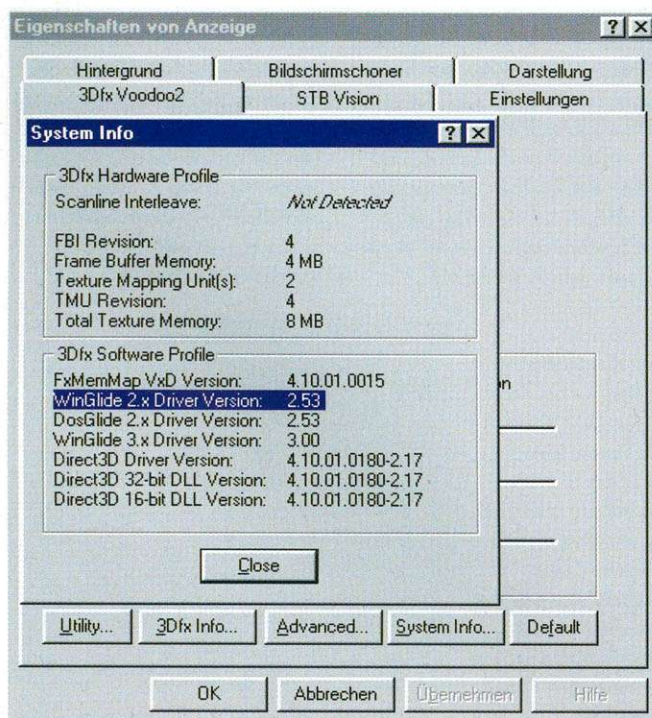 Eigenschaften von Anzeige
Hintergrund
Bildschirmschoner
Darstellung
3Dfx Voodoo2
STB Vision
Einstellungen
System Info
3Dfx Hardware Profile
Scanline Interleave: Not Detected
FBI Revision: 4
Frame Buffer Memory: 4 MB
Texture Mapping Unit(s): 2
TMU Revision: 4
Total Texture Memory: 8 MB
3Dfx Software Profile
FxMemMap VxD Version: 4.10.01.0015
WinGlide 2.x Driver Version: 2.53
DosGlide 2.x Driver Version: 2.53
WinGlide 3.x Driver Version: 3.00
Direct3D Driver Version: 4.10.01.0180-2.17
Direct3D 32-bit DLL Version: 4.10.01.0180-2.17
Direct3D 16-bit DLL Version: 4.10.01.0180-2.17
on
Close
Utility...
3Dfx Info...
Advanced...
System Info...
Default
OK
Abbrechen
Übernehmen
Hilfe